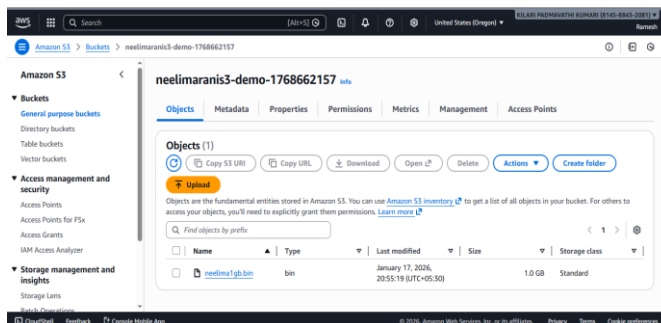 aws
Search
[Alt+S]
United States (Oregon) ▼
KILARI PADMAVATHI KUMARI (8145-8845-2081) ▼
Ramesh
Amazon S3 > Buckets > neelimaranis3-demo-1768662157
Amazon S3
Buckets
General purpose buckets
Directory buckets
Table buckets
Vector buckets
Access management and security
Access Points
Access Points for FSx
Access Grants
IAM Access Analyzer
Storage management and insights
Storage Lens
Batch Operations
neelimaranis3-demo-1768662157 Info
Objects Metadata Properties Permissions Metrics Management Access Points
Objects (1)
Copy S3 URI Copy URL Download Open Delete Actions ▼ Create folder
Upload
Objects are the fundamental entities stored in Amazon S3. You can use Amazon S3 inventory to get a list of all objects in your bucket. For others to
access your objects, you'll need to explicitly grant them permissions. Learn more
Find objects by prefix
1
Name Type Last modified Size Storage class
neelima1gb.bin bin January 17, 2026, 20:55:19 (UTC+05:30) 1.0 GB Standard
CloudShell Feedback Console Mobile App © 2026, Amazon Web Services, Inc. or its affiliates. Privacy Terms Cookie preferences